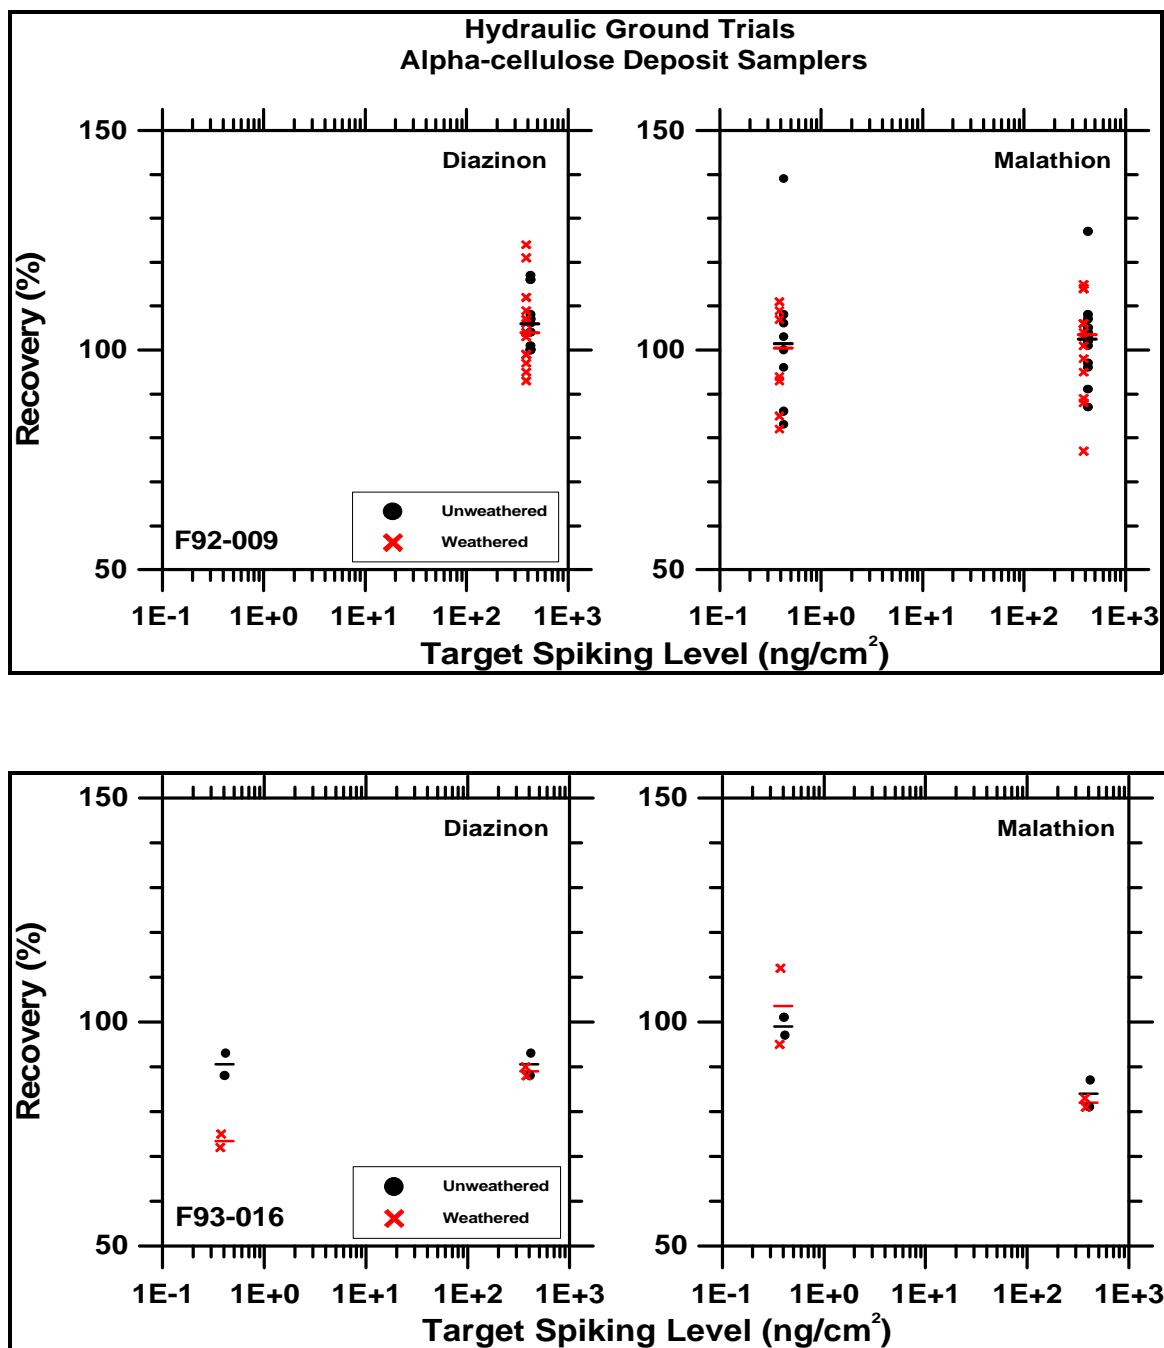 Hydraulic Ground Trials
Alpha-cellulose Deposit Samplers
150
100
50
Recovery (%)
Diazinon
Unweathered
Weathered
F92-009
1E-1 1E+0 1E+1 1E+2 1E+3
150
100
50
Malathion
1E-1 1E+0 1E+1 1E+2 1E+3
Target Spiking Level (ng/cm²)
150
100
50
Recovery (%)
Diazinon
Unweathered
Weathered
F93-016
1E-1 1E+0 1E+1 1E+2 1E+3
150
100
50
Malathion
1E-1 1E+0 1E+1 1E+2 1E+3
Target Spiking Level (ng/cm²)